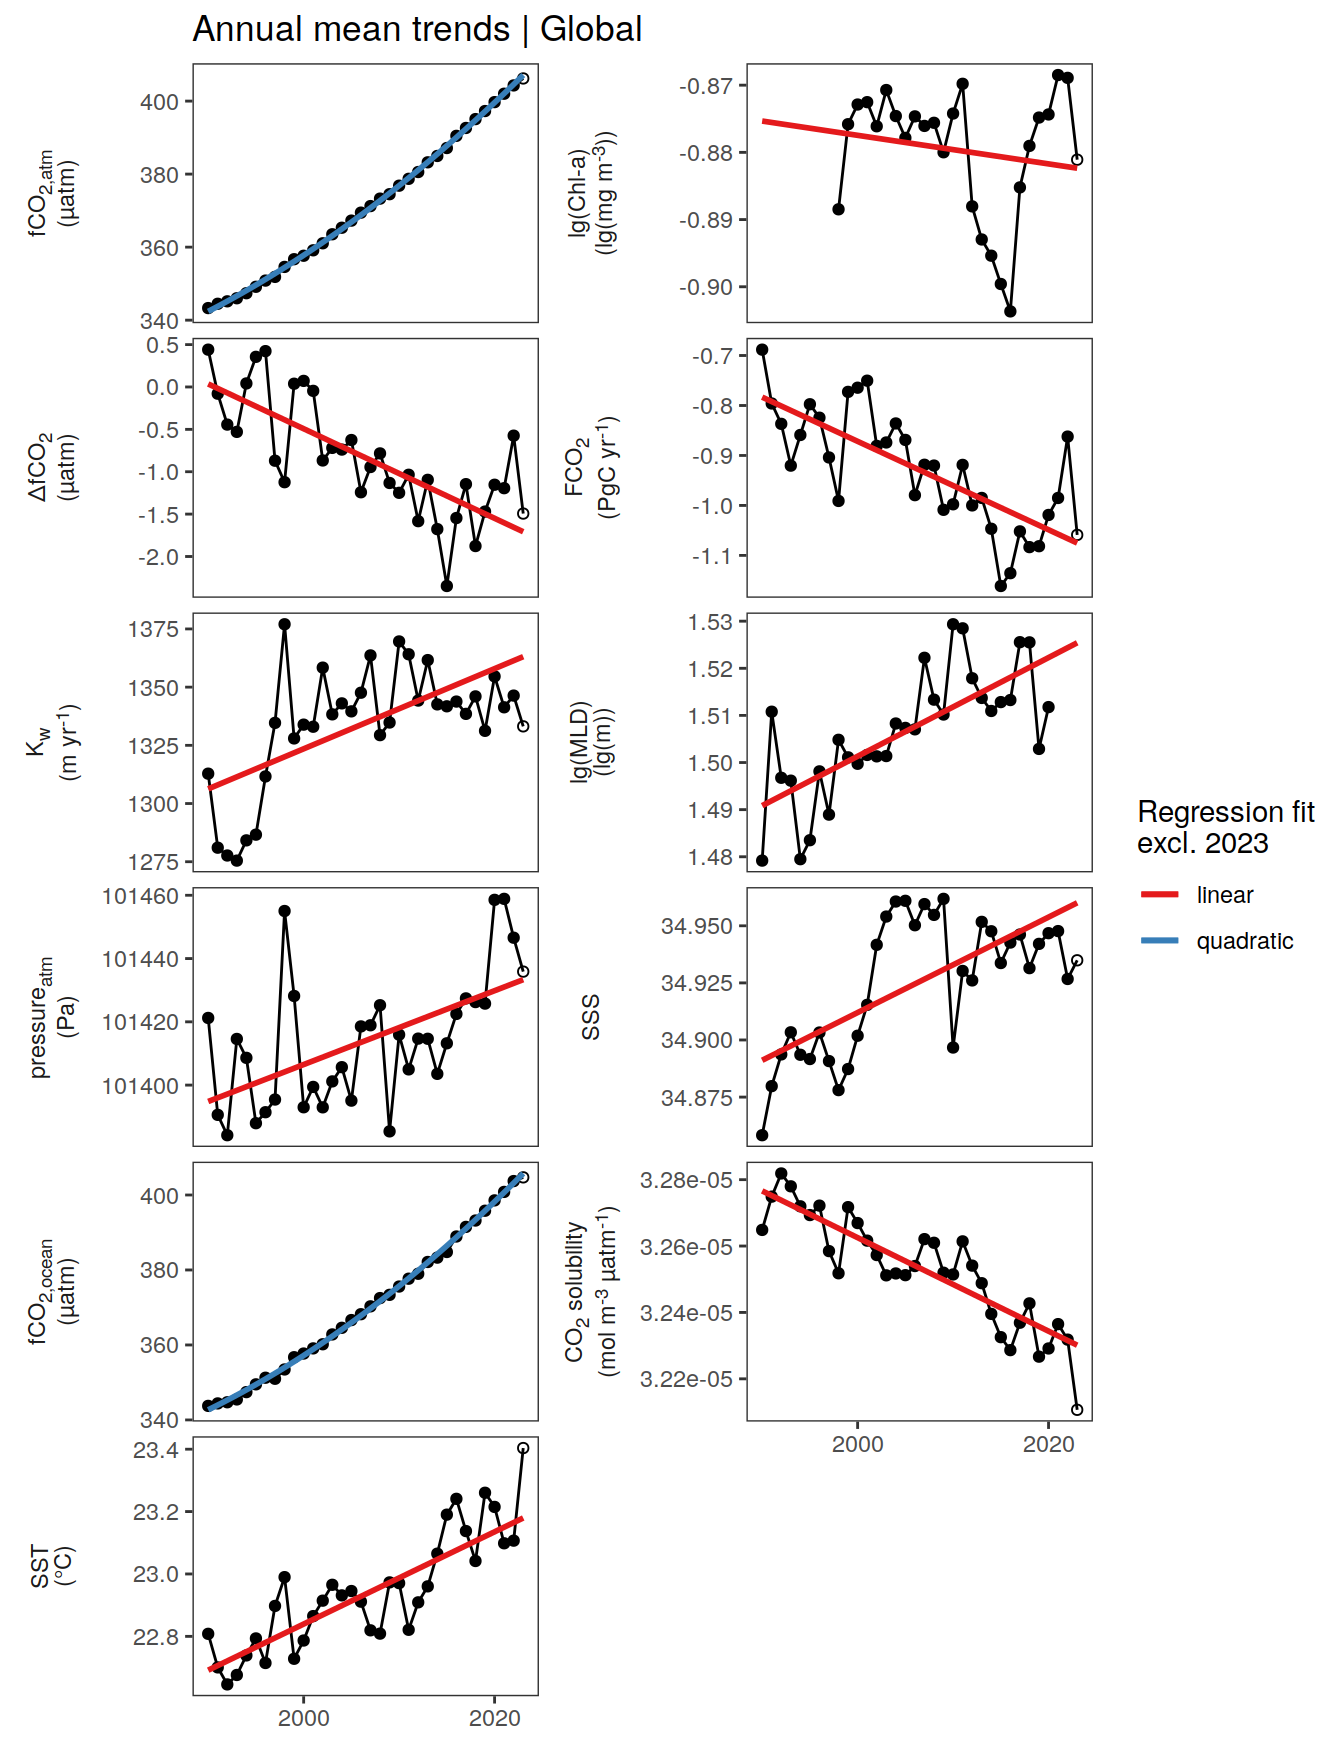 Annual mean trends | Global
fCO2,atm
(µatm)
400
380
360
340
lg(Chl-a)
(lg(mg m-3))
-0.87
-0.88
-0.89
-0.90
ΔfCO2
(µatm)
0.5
0.0
-0.5
-1.0
-1.5
-2.0
FCO2
(PgC yr-1)
-0.7
-0.8
-0.9
-1.0
-1.1
Kw
(m yr-1)
1375
1350
1325
1300
1275
lg(MLD)
(lg(m))
1.53
1.52
1.51
1.50
1.49
1.48
pressureatm
(Pa)
101460
101440
101420
101400
SSS
34.950
34.925
34.900
34.875
fCO2,ocean
(µatm)
400
380
360
340
CO2 solubility
(mol m-3 µatm-1)
3.28e-05
3.26e-05
3.24e-05
3.22e-05
2000
2020
SST
(°C)
23.4
23.2
23.0
22.8
2000
2020
Regression fit
excl. 2023
linear
quadratic